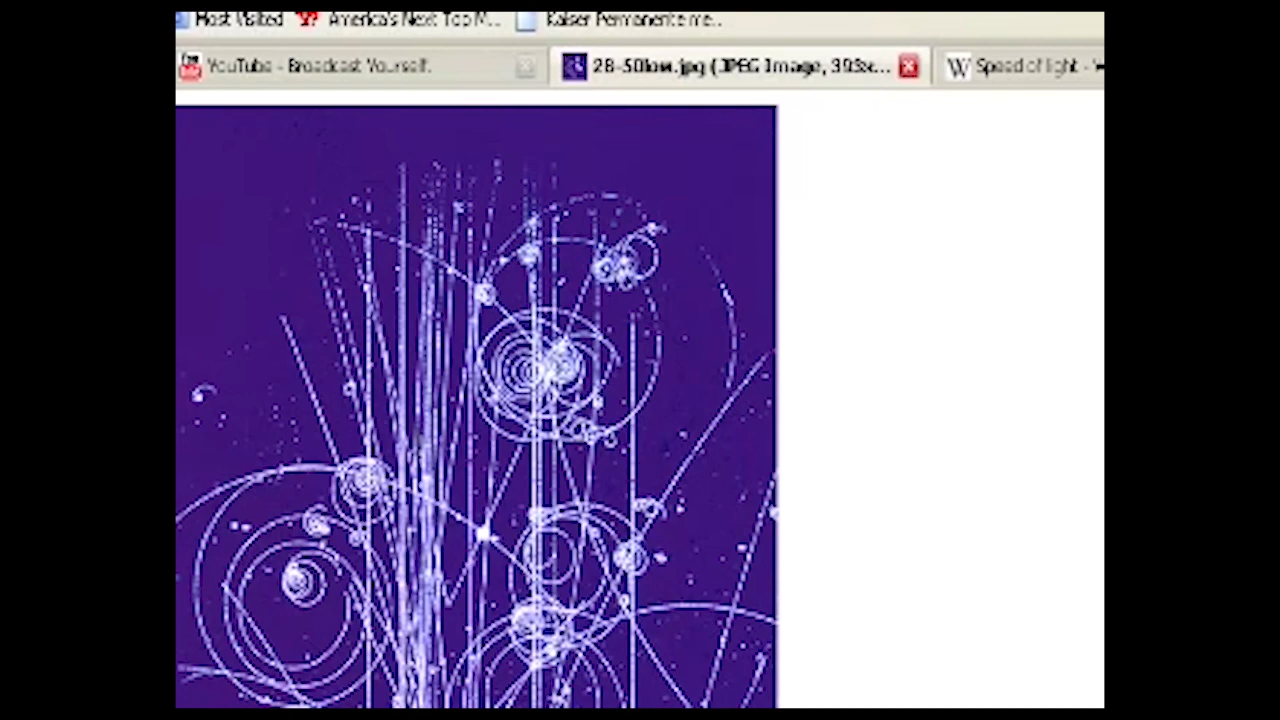 Most Visited America's Next Top M... Kaiser Permanente me...
YouTube - Broadcast Yourself. 28-50low.jpg (JPEG Image, 393x... W Speed of light -